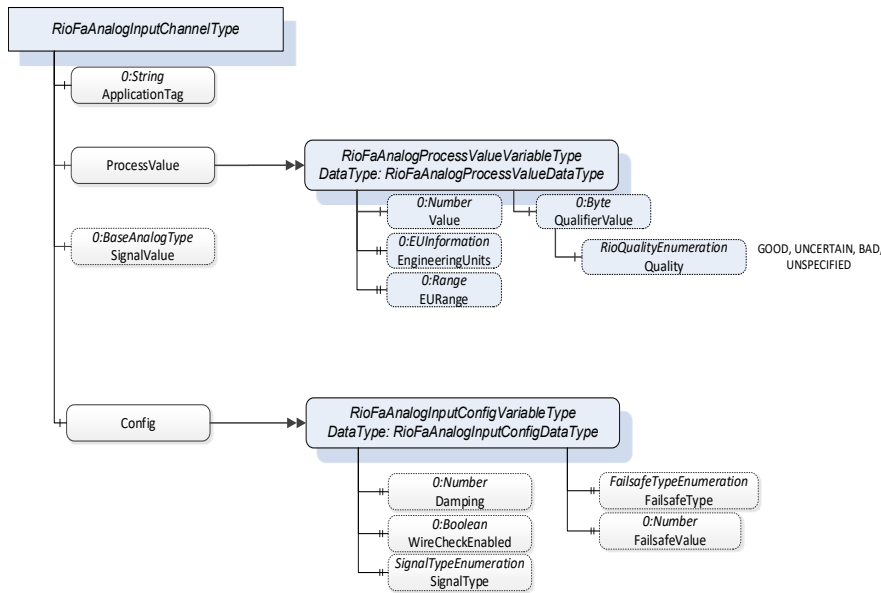 RioFaAnalogInputChannelType
0:String
ApplicationTag
ProcessValue
RioFaAnalogProcessValueVariableType
DataType: RioFaAnalogProcessValueDataType
0:Number
Value
0:Byte
QualifierValue
0:BaseAnalogType
SignalValue
0:EUInformation
EngineeringUnits
RioQualityEnumeration
Quality
GOOD, UNCERTAIN, BAD,
UNSPECIFIED
0:Range
EURange
Config
RioFaAnalogInputConfigVariableType
DataType: RioFaAnalogInputConfigDataType
0:Number
Damping
FailsafeTypeEnumeration
FailsafeType
0:Boolean
WireCheckEnabled
0:Number
FailsafeValue
SignalTypeEnumeration
SignalType